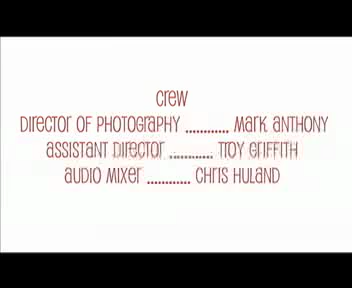 crew
DIRECTOR OF PHOTOGRAPHY ............ MARK ANTHONY
ASSISTANT DIRECTOR ............ TROY GRIFFITH
AUDIO MIXER ............ CHRIS HULAND